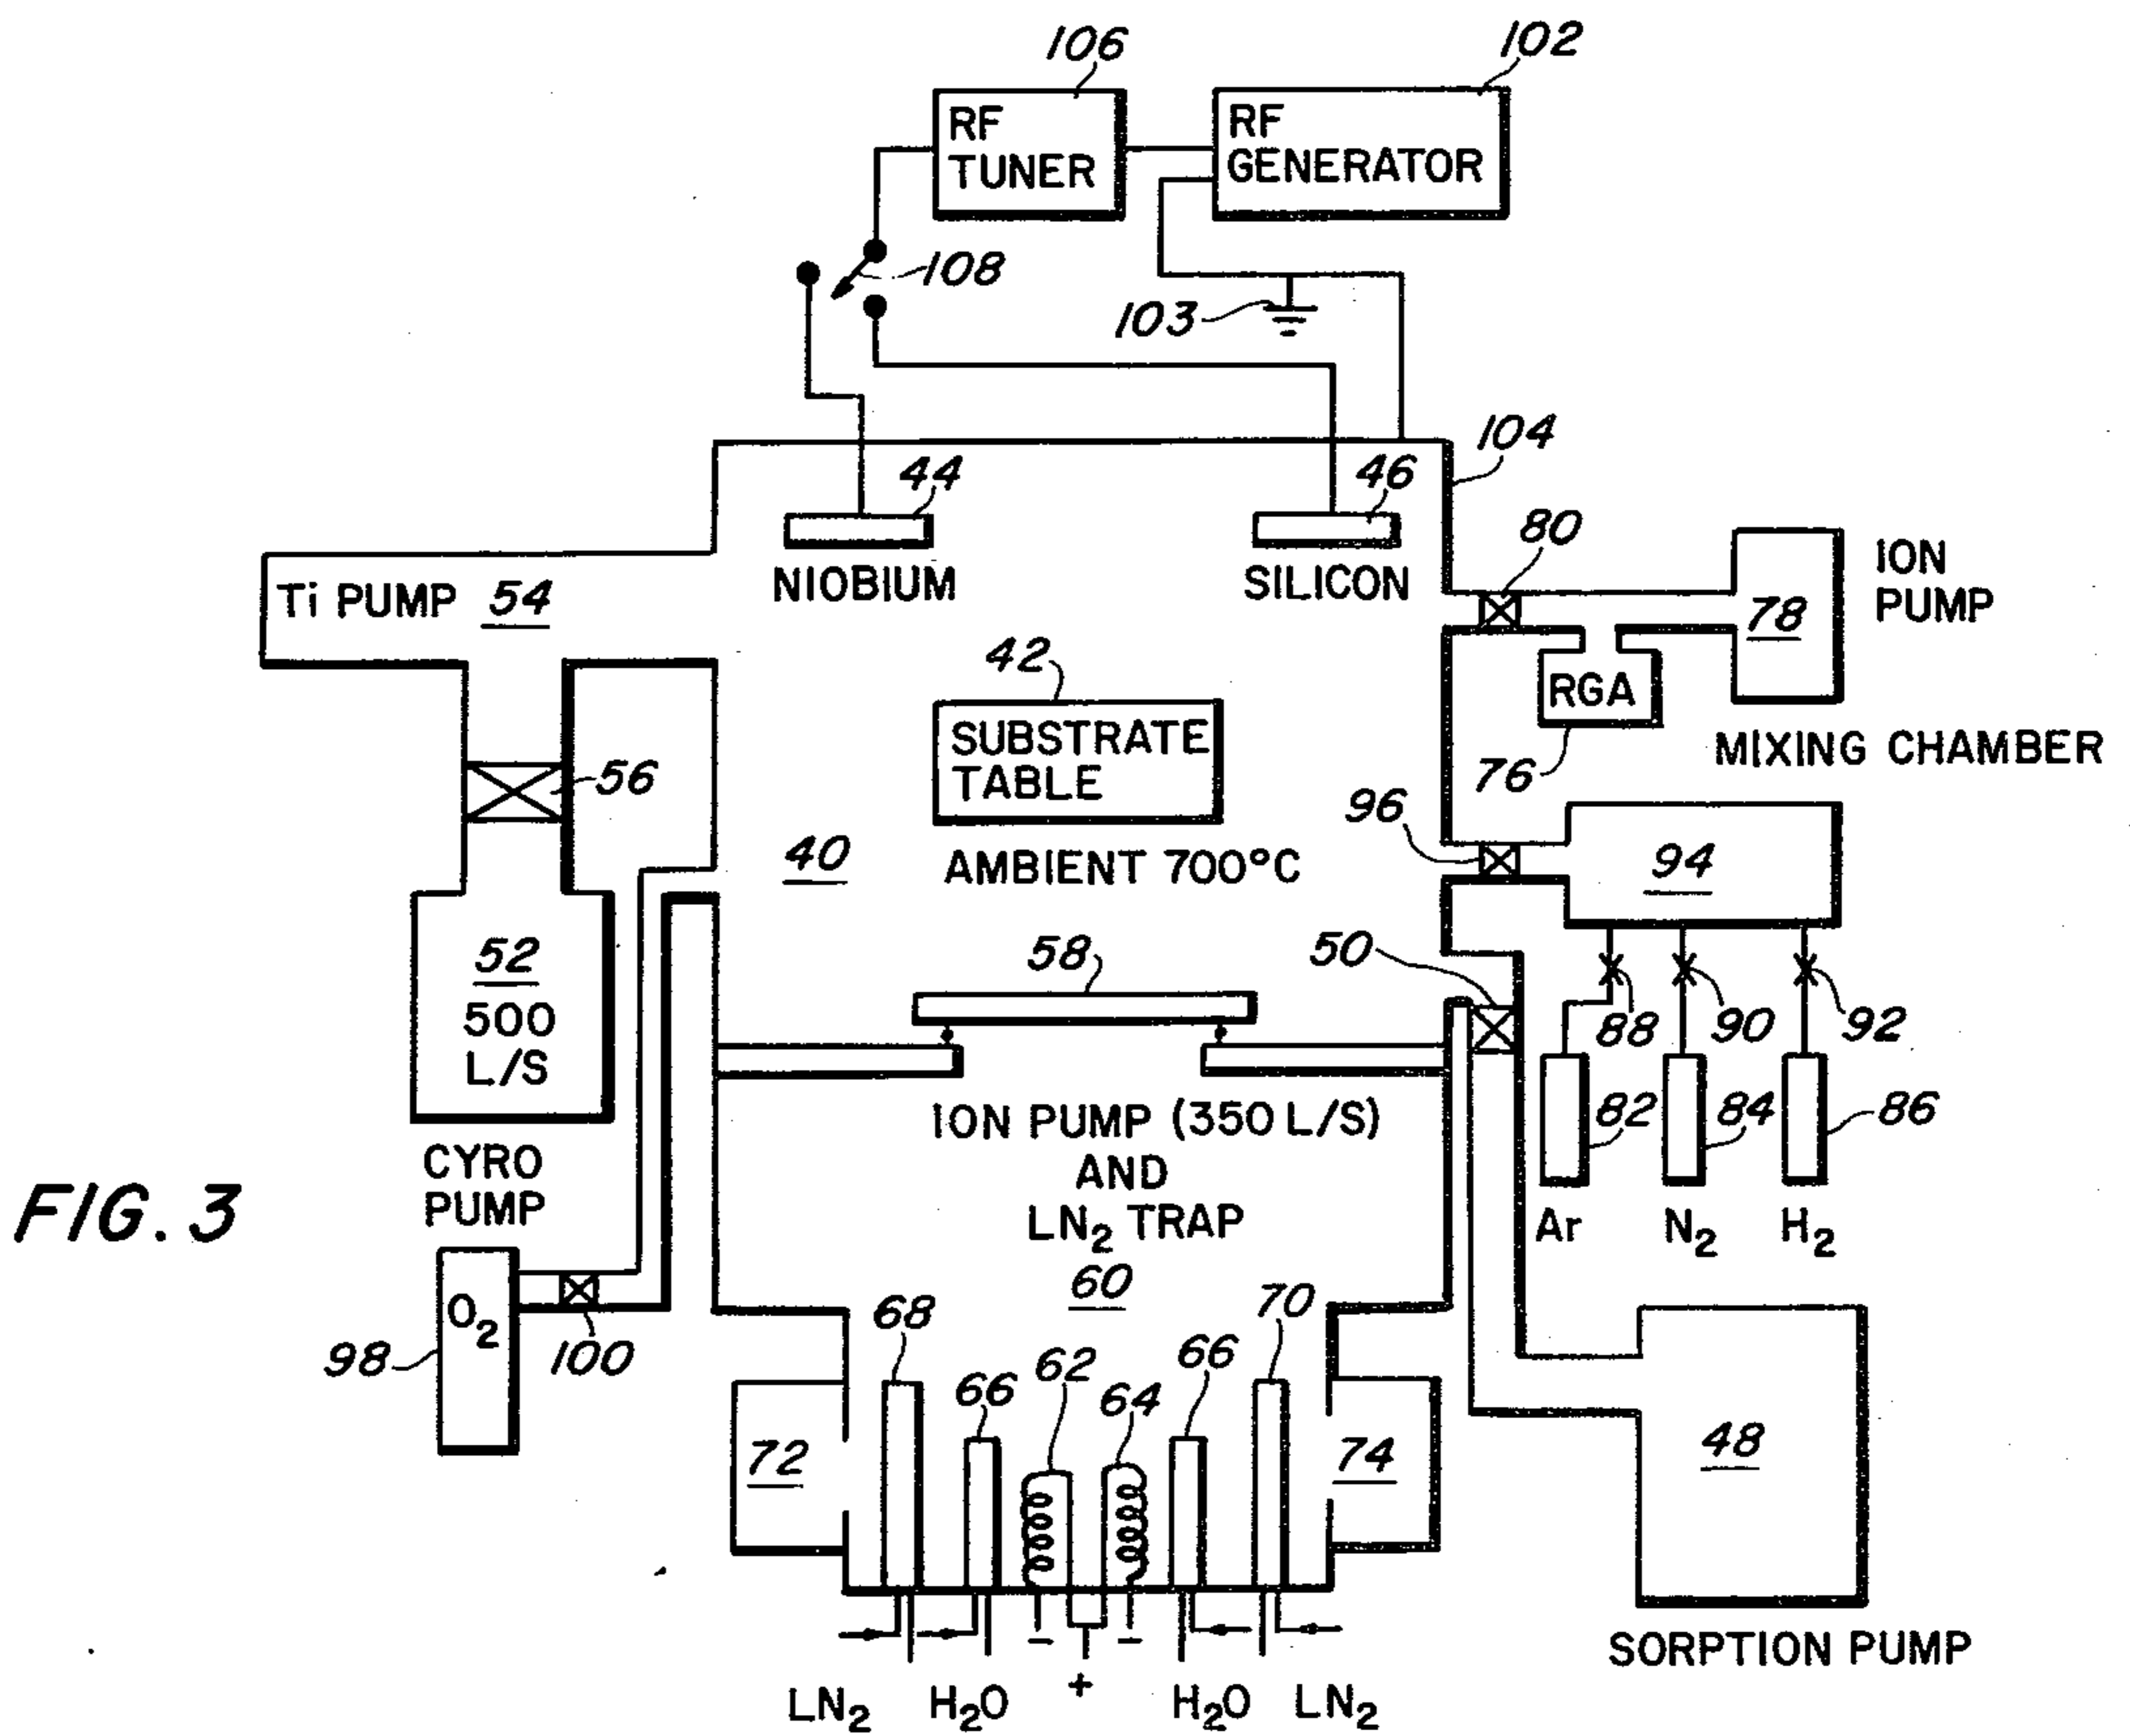 106
102
RF
TUNER
RF
GENERATOR
108
103
104
44
46
80
NIOBIUM
SILICON
ION
PUMP
78
Ti PUMP 54
42
RGA
SUBSTRATE
TABLE
MIXING CHAMBER
76
56
96
40
AMBIENT 700°C
94
52
500
L/S
58
50
88
90
92
82
84
86
ION PUMP (350 L/S)
AND
LN2 TRAP
60
CYRO
PUMP
FIG. 3
Ar
N2
H2
O2
98
100
68
66
62
64
66
70
72
74
48
- + -
LN2
H2O
H2O
LN2
SORPTION PUMP